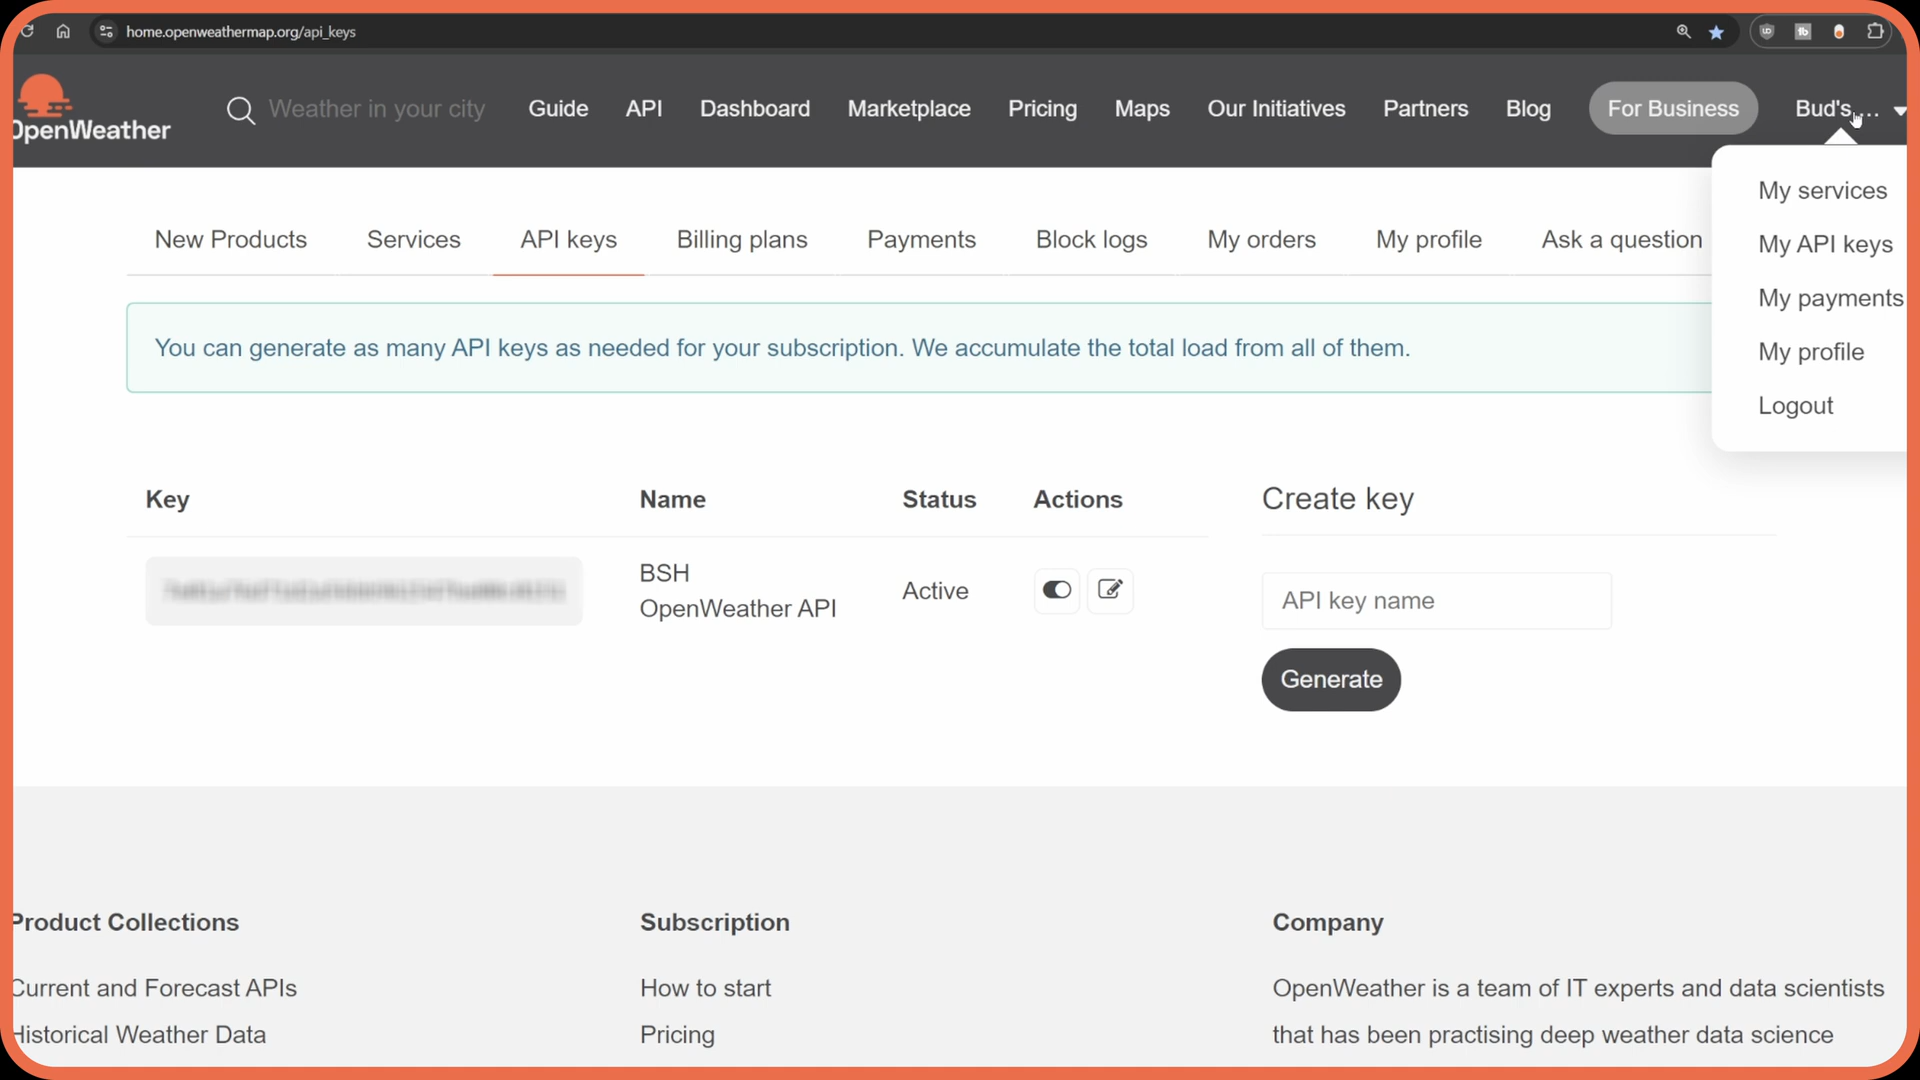 home.openweathermap.org/api_keys
OpenWeather
Weather in your city
Guide
API
Dashboard
Marketplace
Pricing
Maps
Our Initiatives
Partners
Blog
For Business
Bud's ...
My services
My API keys
My payments
My profile
Logout
New Products
Services
API keys
Billing plans
Payments
Block logs
My orders
My profile
Ask a question
You can generate as many API keys as needed for your subscription. We accumulate the total load from all of them.
Key
Name
Status
Actions
BSH
OpenWeather API
Active
Create key
API key name
Generate
Product Collections
Current and Forecast APIs
Historical Weather Data
Subscription
How to start
Pricing
Company
OpenWeather is a team of IT experts and data scientists
that has been practising deep weather data science